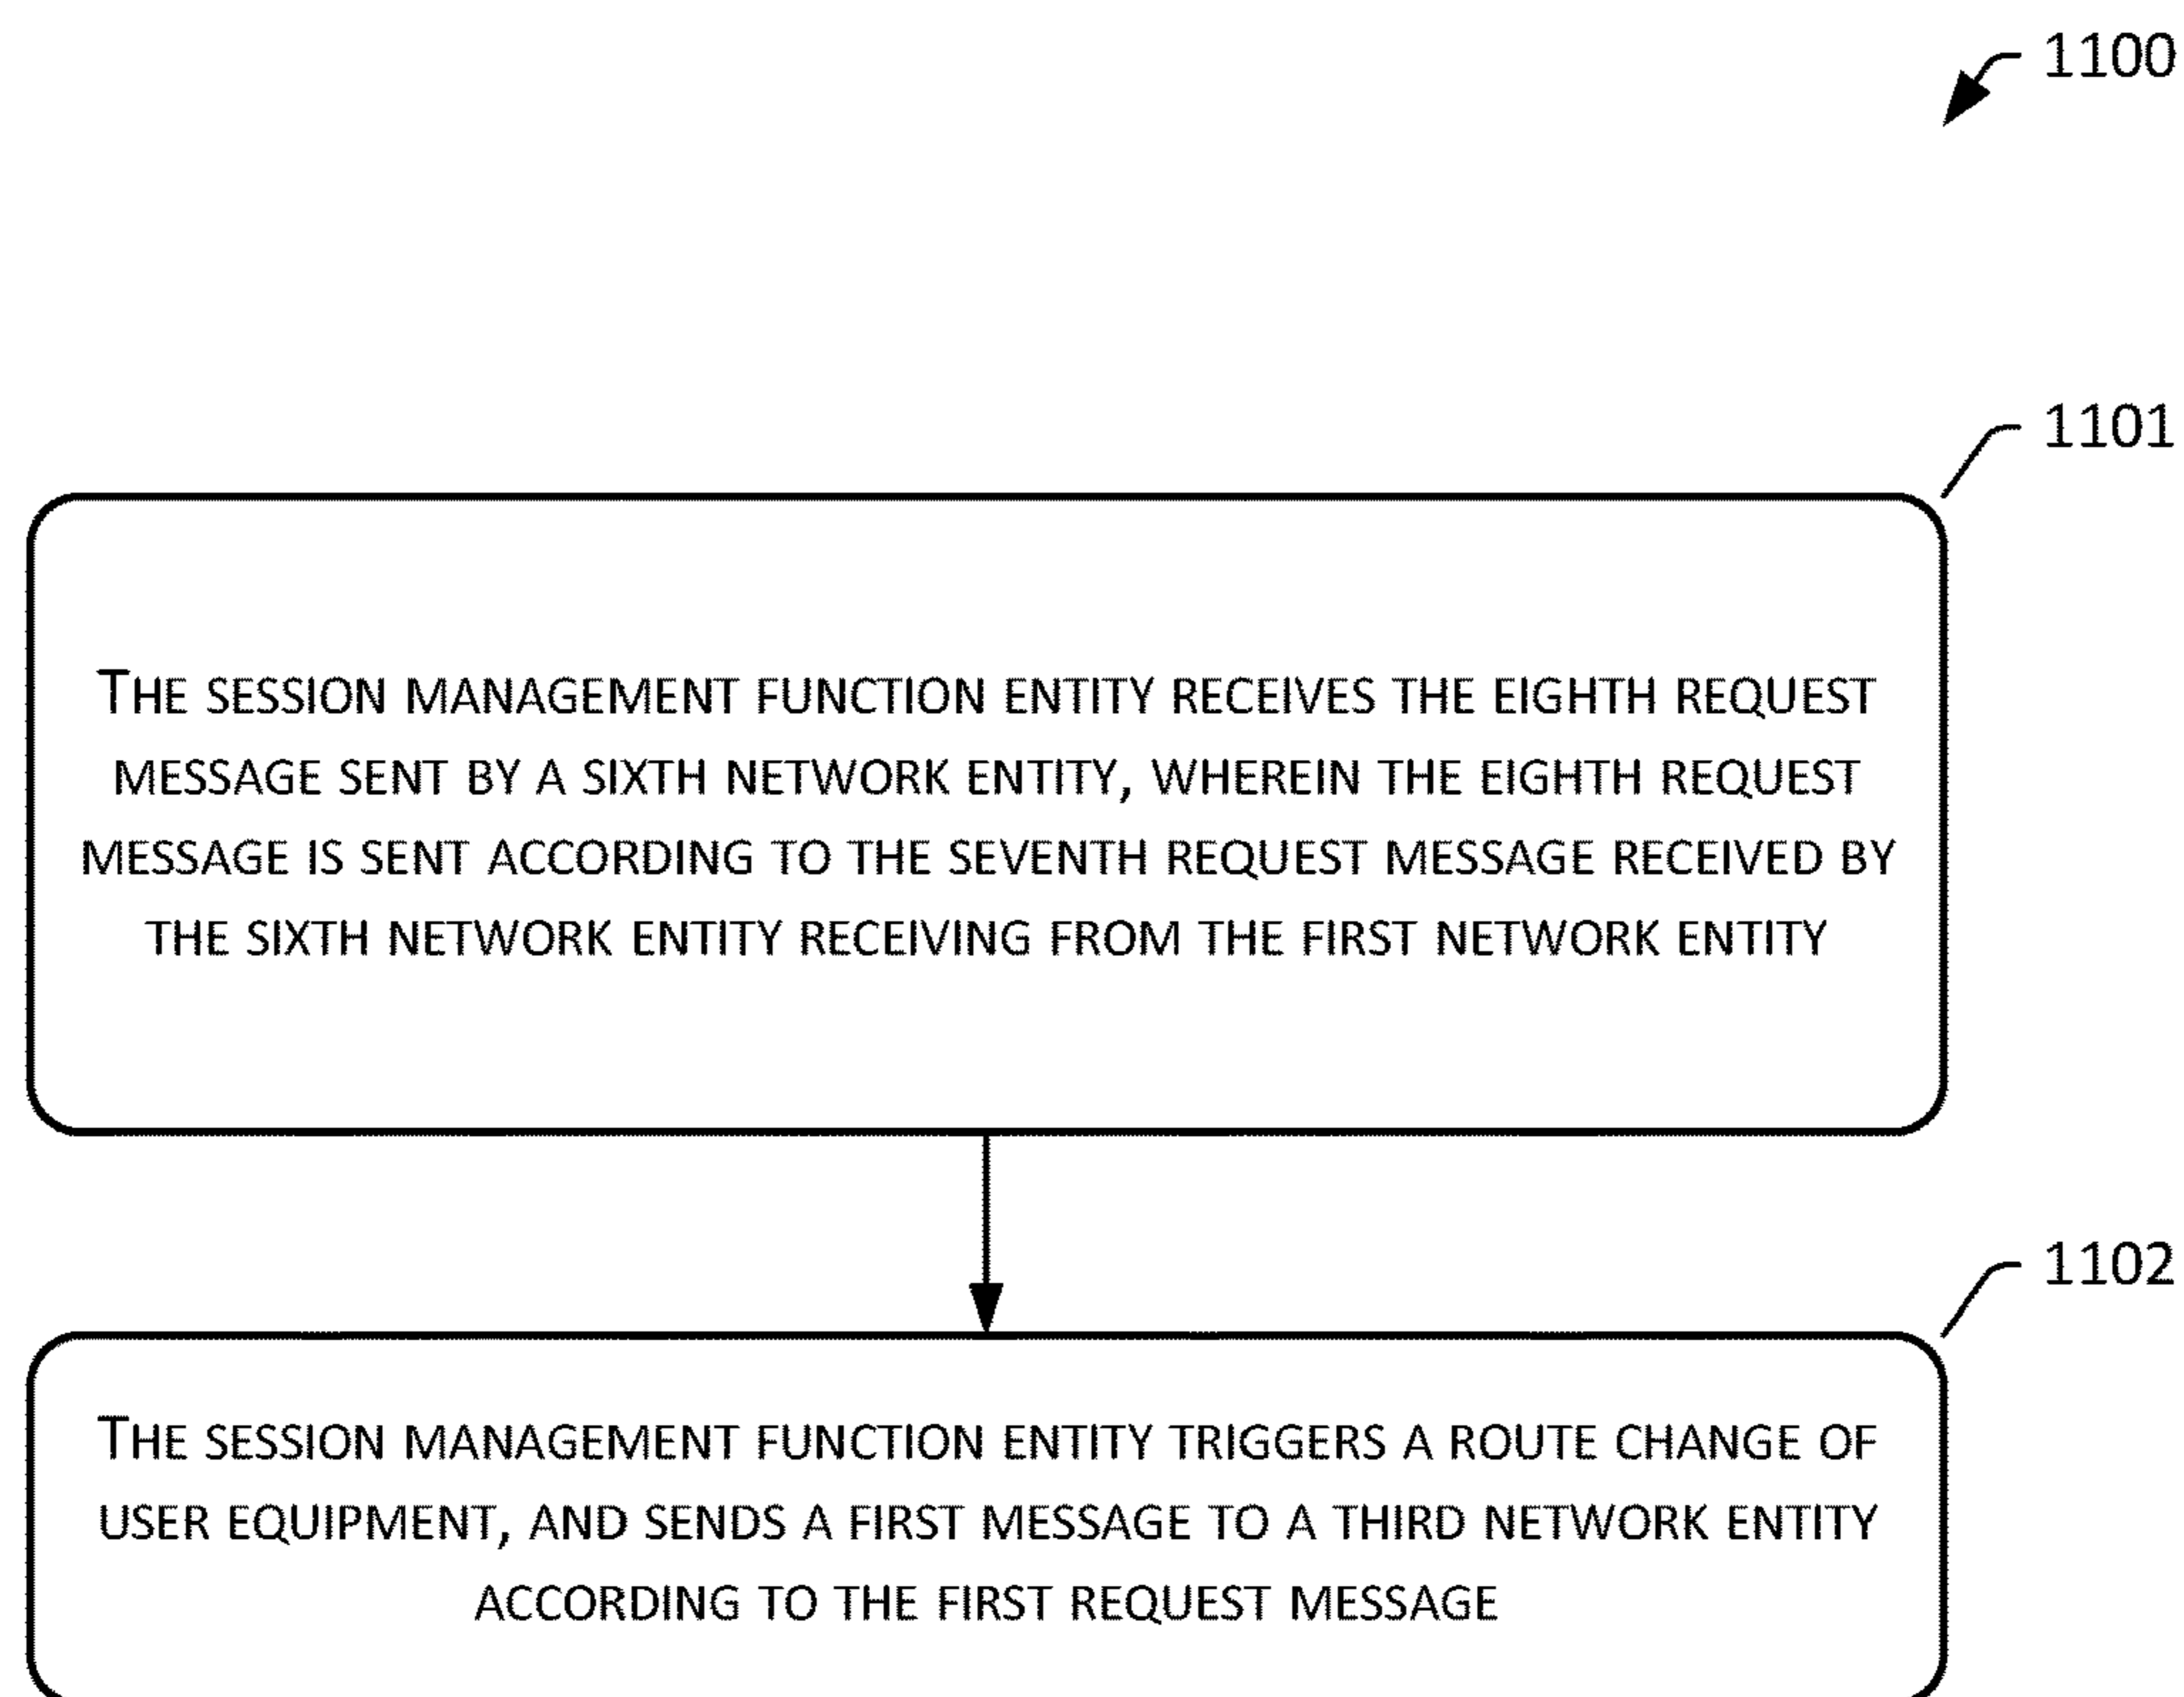 1100
1101
The session management function entity receives the eighth request
message sent by a sixth network entity, wherein the eighth request
message is sent according to the seventh request message received by
the sixth network entity receiving from the first network entity
1102
The session management function entity triggers a route change of
user equipment, and sends a first message to a third network entity
according to the first request message